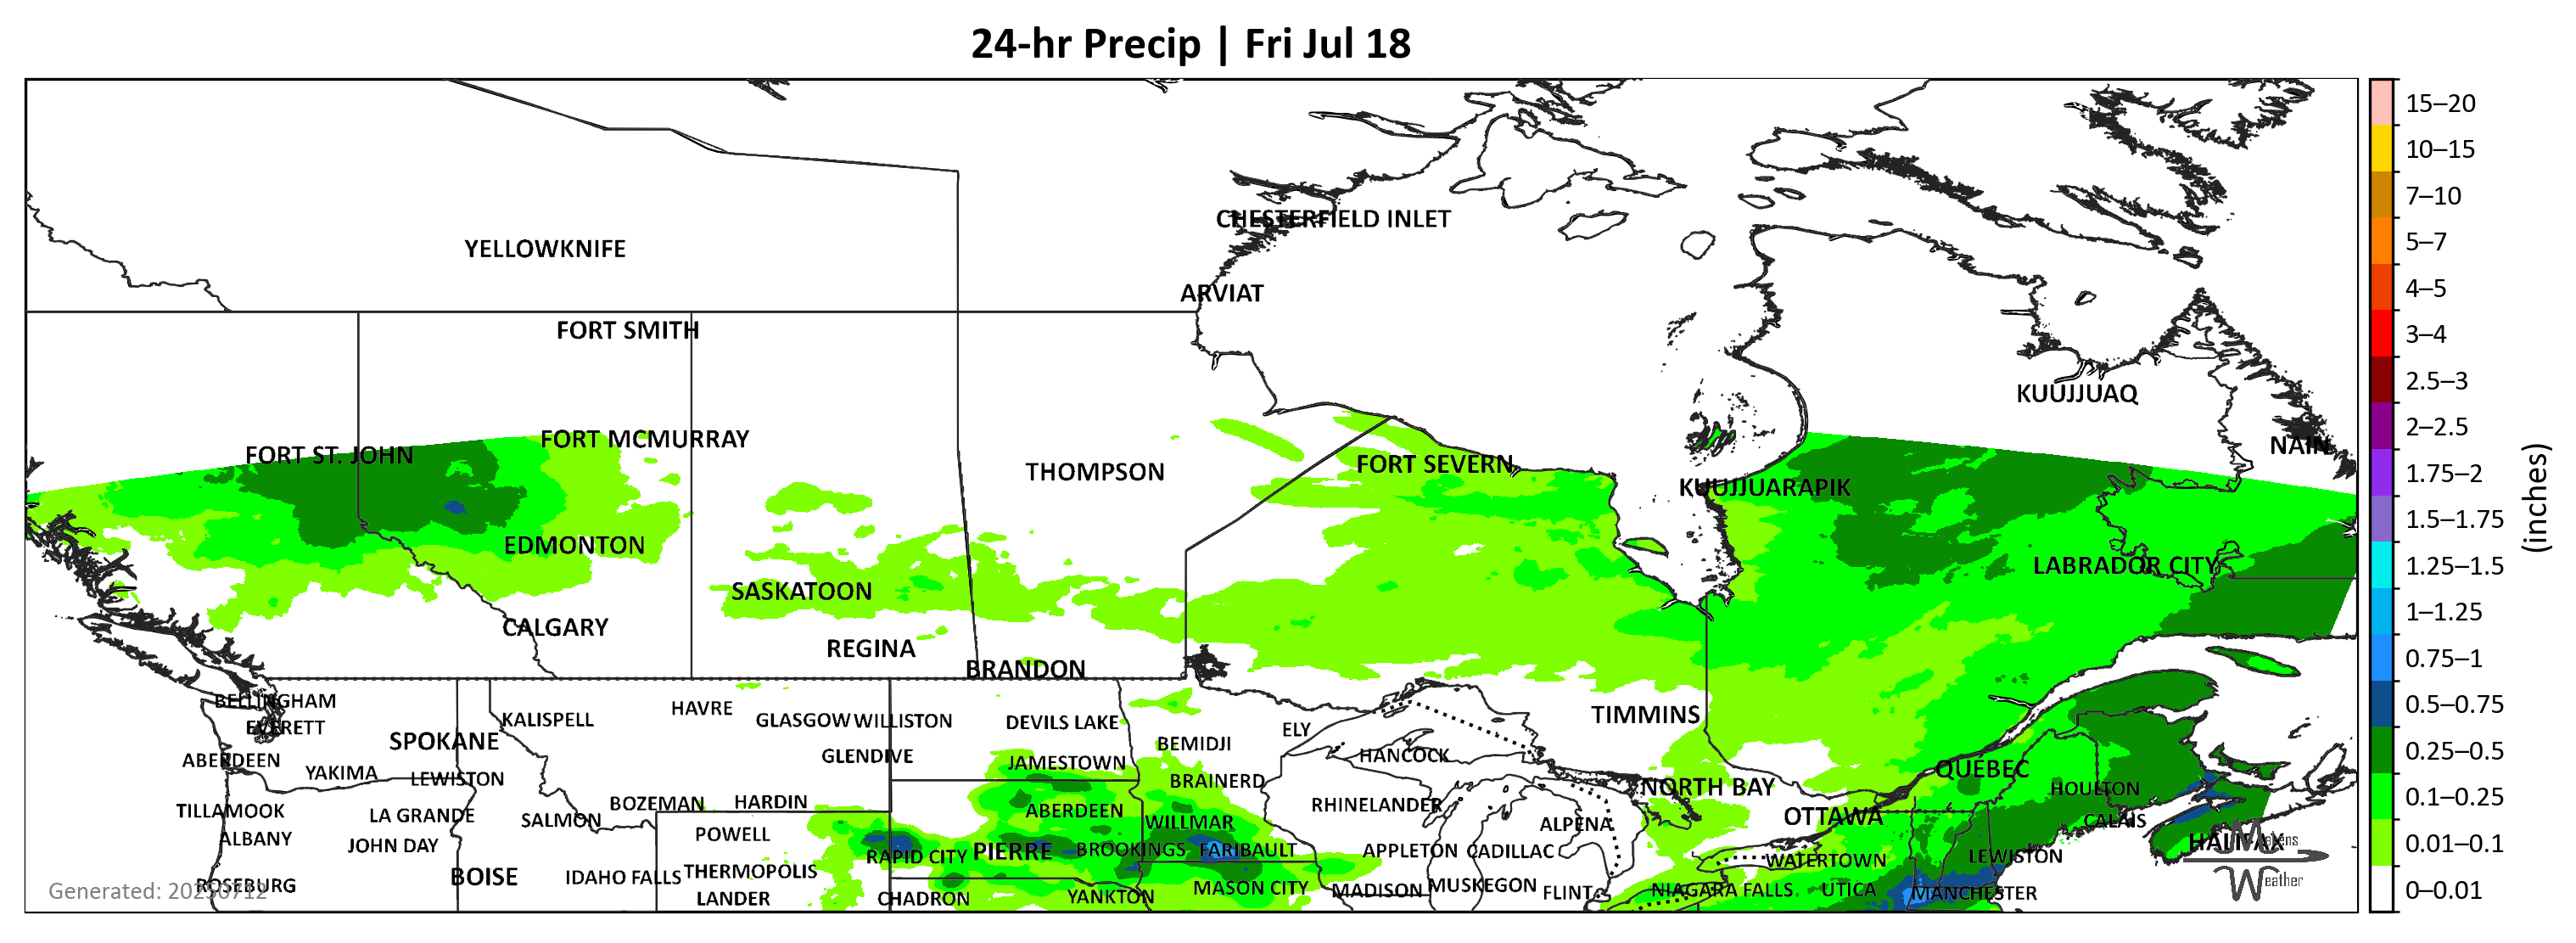 24-hr Precip | Fri Jul 18
CHESTERFIELD INLET
YELLOWKNIFE
ARVIAT
FORT SMITH
KUUJJUAQ
FORT MCMURRAY
NAIN
FORT ST. JOHN
FORT SEVERN
THOMPSON
KUUJJUARAPIK
EDMONTON
LABRADOR CITY
SASKATOON
CALGARY
REGINA
BRANDON
BELLINGHAM
HAVRE
KALISPELL
GLASGOW WILLISTON
DEVILS LAKE
TIMMINS
EVERETT
ELY
SPOKANE
BEMIDJI
GLENDIVE
HANCOCK
ABERDEEN
JAMESTOWN
QUÉBEC
YAKIMA
LEWISTON
BRAINERD
NORTH BAY
HOULTON
BOZEMAN
HARDIN
RHINELANDER
TILLAMOOK
LA GRANDE
SALMON
ABERDEEN
WILLMAR
ALPENA
OTTAWA
CALAIS
ALBANY
JOHN DAY
POWELL
HALIFAX
RAPID CITY
PIERRE
BROOKINGS
FARIBAULT
APPLETON
CADILLAC
WATERTOWN
LEWISTON
BOISE
IDAHO FALLS
THERMOPOLIS
ROSEBURG
MASON CITY
MADISON
MUSKEGON
FLINT
NIAGARA FALLS
UTICA
MANCHESTER
LANDER
CHADRON
YANKTON
Generated: 20250712
Mavens
Weather
15–20
10–15
7–10
5–7
4–5
3–4
2.5–3
2–2.5
1.75–2
1.5–1.75
1.25–1.5
1–1.25
0.75–1
0.5–0.75
0.25–0.5
0.1–0.25
0.01–0.1
0–0.01
(inches)